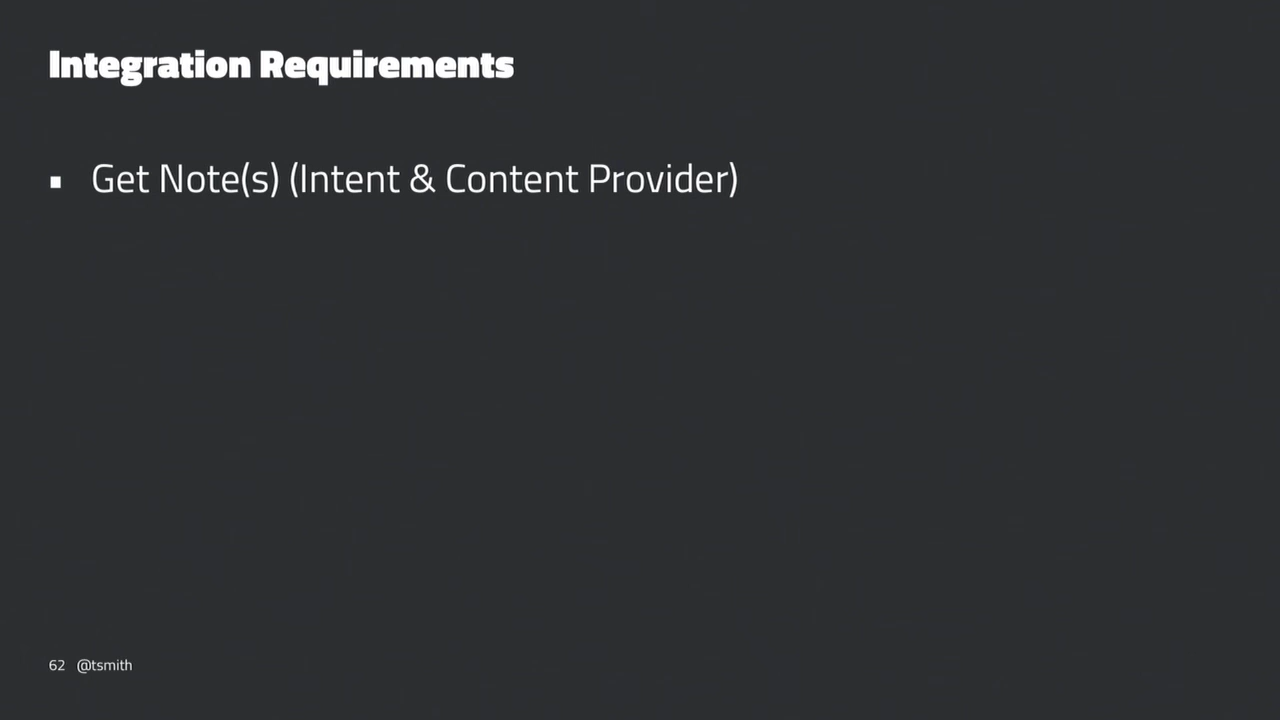 Integration Requirements
▪ Get Note(s) (Intent & Content Provider)
62 @tsmith